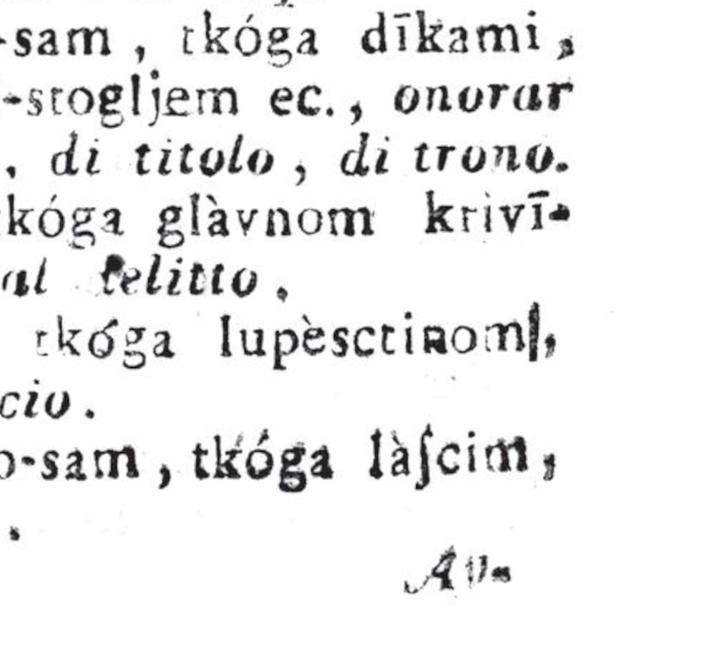 -sam , tkóga dīkami,
-stogljem ec., onorar
, di titolo , di trono.
kóga glàvnom krivī-
al felitto .
tkóga lupèsctinom,
cio .
o-sam , tkóga làſcim,
.
Av-